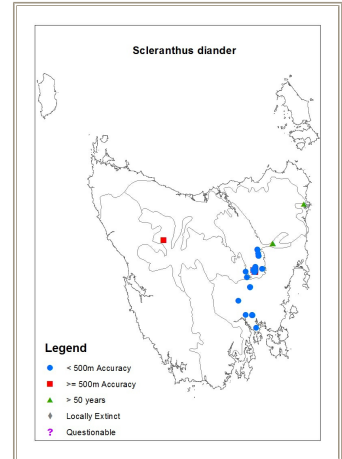 Scleranthus diander
Legend
< 500m Accuracy
>= 500m Accuracy
> 50 years
Locally Extinct
? Questionable